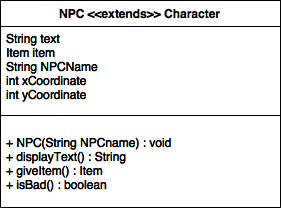 NPC <<extends>> Character
String text
Item item
String NPCName
int xCoordinate
int yCoordinate
+ NPC(String NPCname) : void
+ displayText() : String
+ giveItem() : Item
+ isBad() : boolean